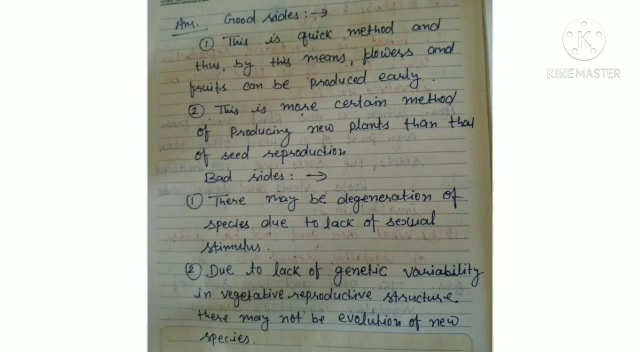 Ans. Good sides :→
① This is quick method and
thus, by this means, flowers and
fruits can be produced early.
② This is more certain method
of producing new plants than that
of seed reproduction
Bad sides :→
① There may be degeneration of
species due to lack of sexual
stimulus.
② Due to lack of genetic variability
in vegetative reproductive structure
there may not be evolution of new
species.
KINEMASTER